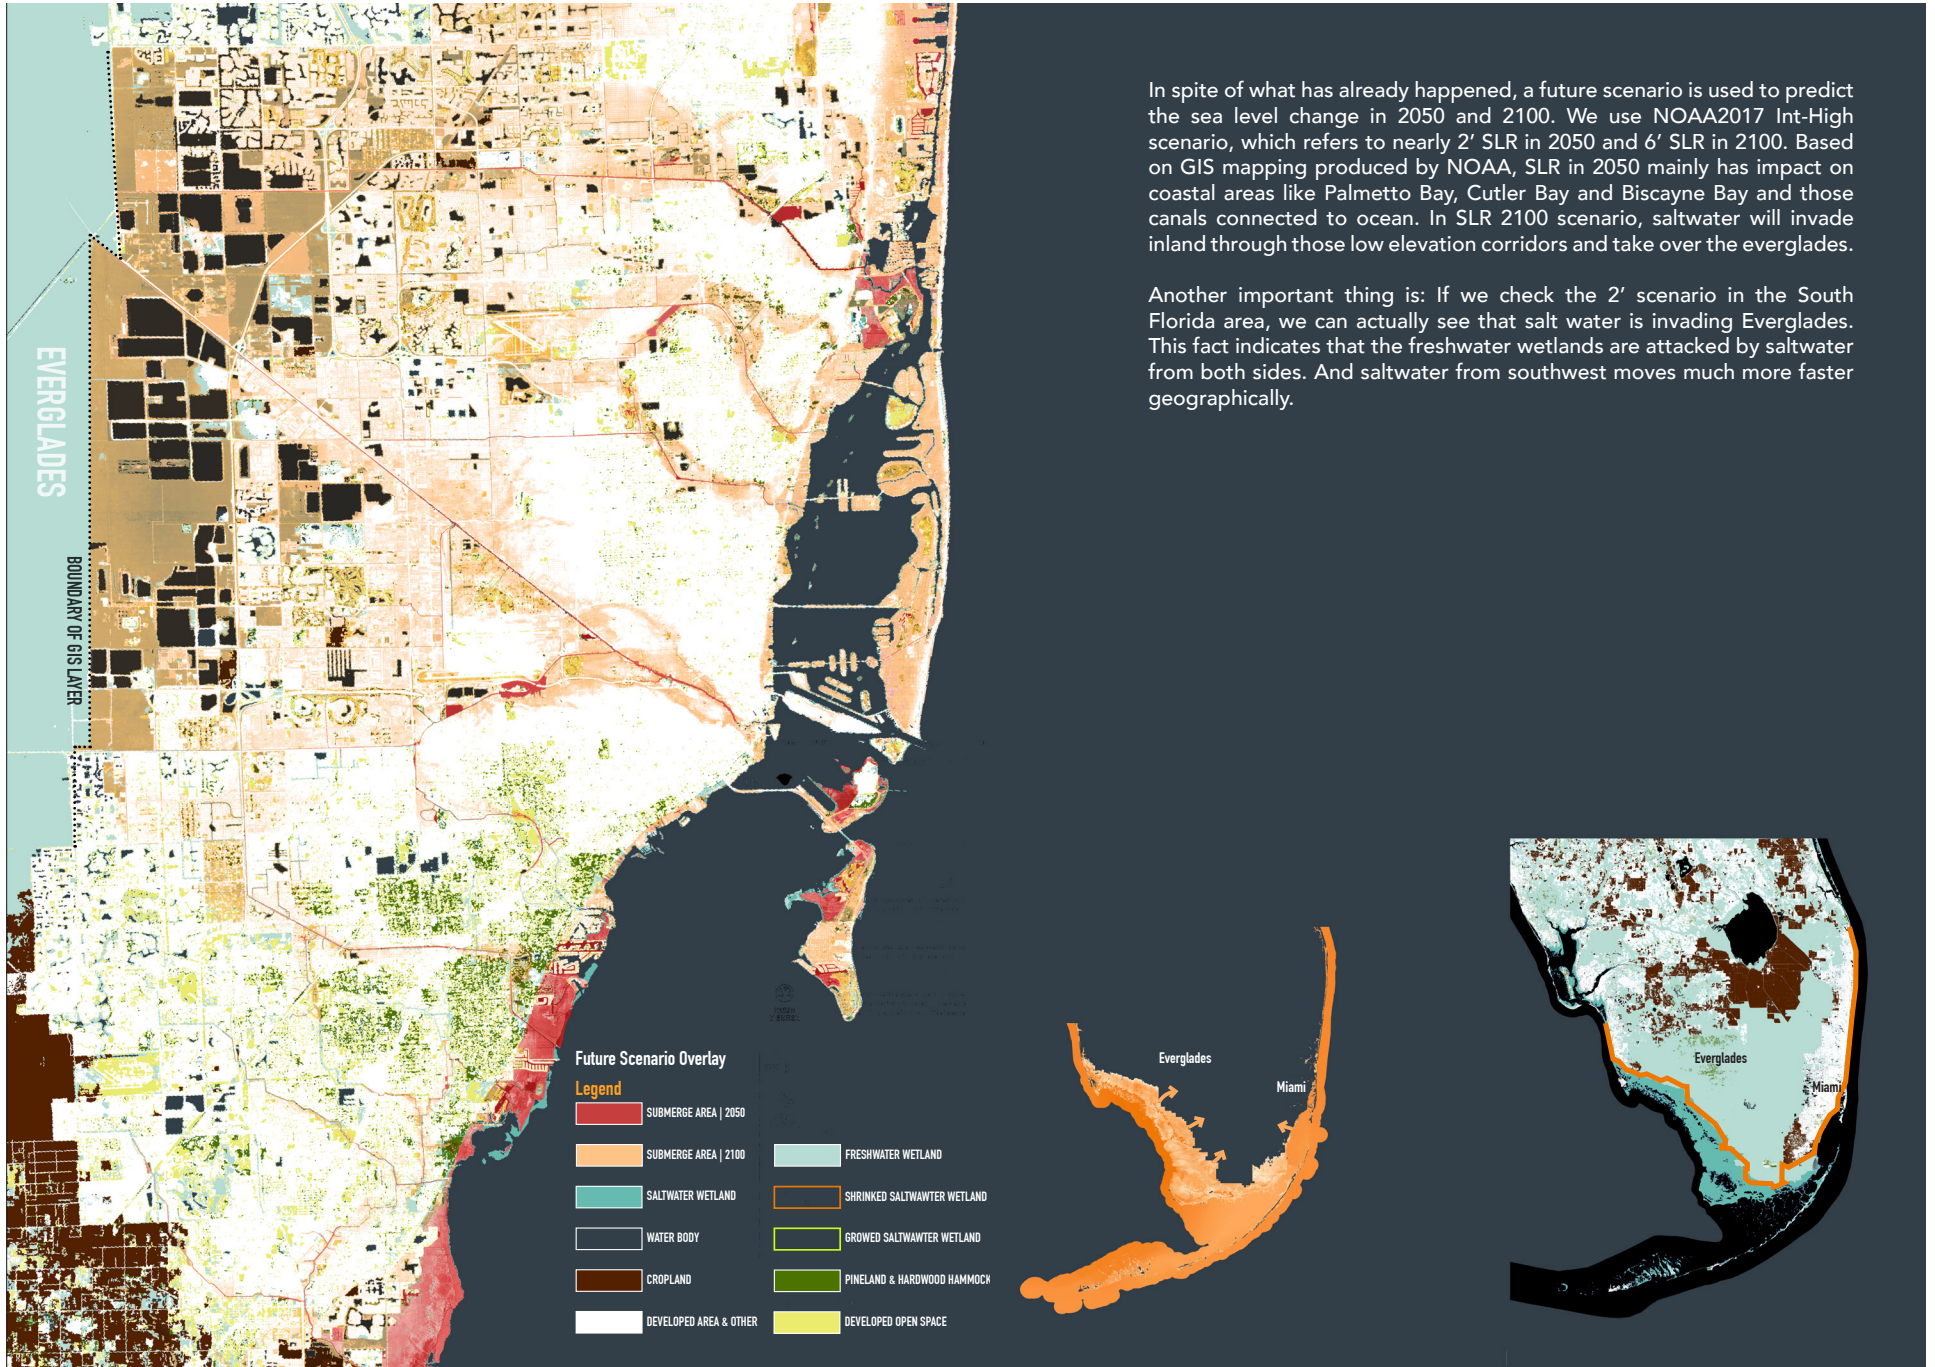 In spite of what has already happened, a future scenario is used to predict
the sea level change in 2050 and 2100. We use NOAA2017 Int-High
scenario, which refers to nearly 2’ SLR in 2050 and 6’ SLR in 2100. Based
on GIS mapping produced by NOAA, SLR in 2050 mainly has impact on
coastal areas like Palmetto Bay, Cutler Bay and Biscayne Bay and those
canals connected to ocean. In SLR 2100 scenario, saltwater will invade
inland through those low elevation corridors and take over the everglades.
Another important thing is: If we check the 2’ scenario in the South
Florida area, we can actually see that salt water is invading Everglades.
This fact indicates that the freshwater wetlands are attacked by saltwater
from both sides. And saltwater from southwest moves much more faster
geographically.
EVERGLADES
BOUNDARY OF GIS LAYER
Future Scenario Overlay
Legend
SUBMERGE AREA | 2050
SUBMERGE AREA | 2100
SALTWATER WETLAND
WATER BODY
CROPLAND
DEVELOPED AREA & OTHER
FRESHWATER WETLAND
SHRINKED SALTWAWTER WETLAND
GROWED SALTWAWTER WETLAND
PINELAND & HARDWOOD HAMMOCK
DEVELOPED OPEN SPACE
Everglades
Miami
Everglades
Miami